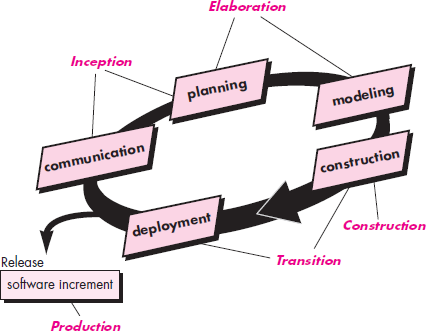 Elaboration
Inception
planning
modeling
communication
construction
deployment
Construction
Release
Transition
software increment
Production